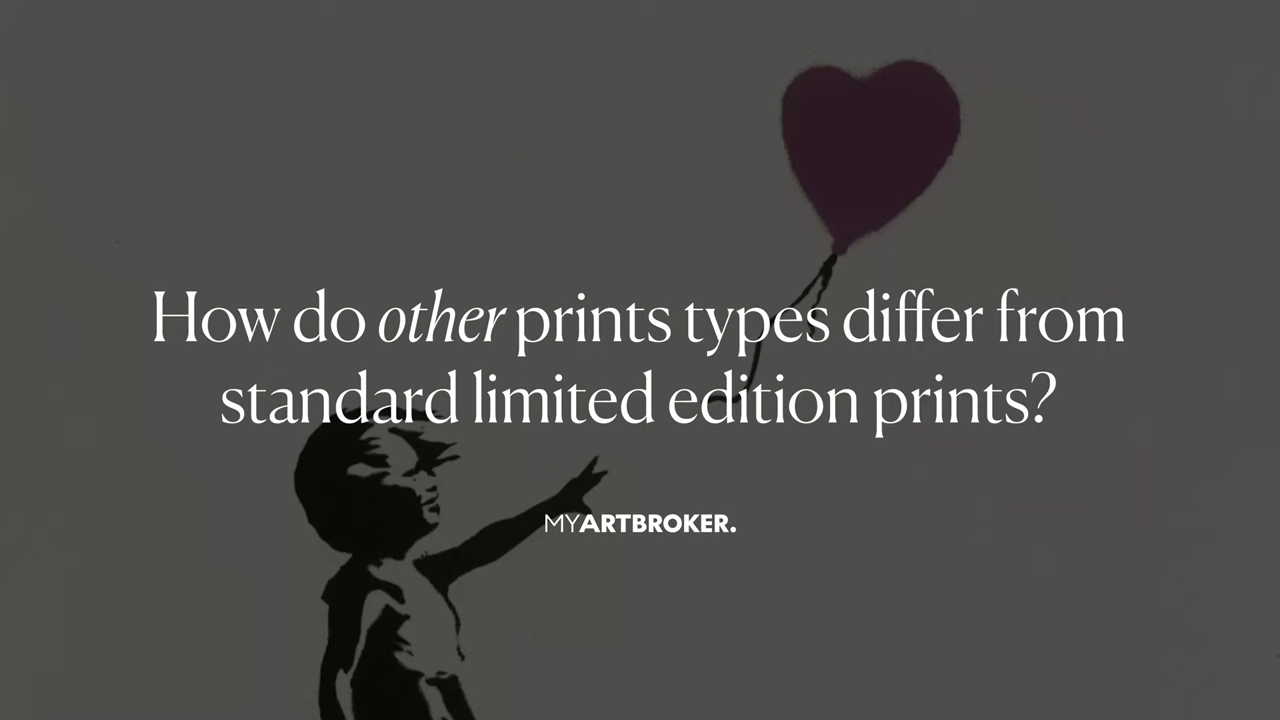 How do other prints types differ from
standard limited edition prints?
MYARTBROKER.